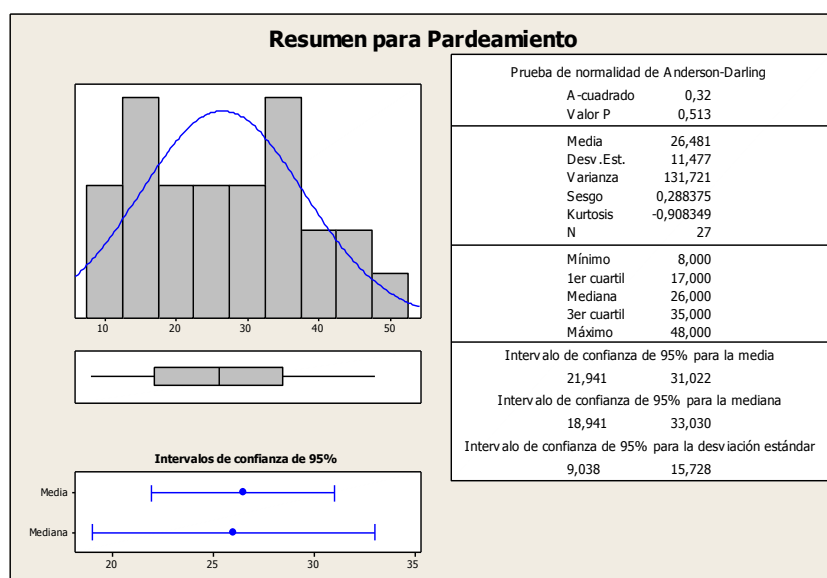 Resumen para Pardeamiento
10 20 30 40 50
Intervalos de confianza de 95%
Media
Mediana
20 25 30 35
Prueba de normalidad de Anderson-Darling
A-cuadrado 0,32
Valor P 0,513
Media 26,481
Desv.Est. 11,477
Varianza 131,721
Sesgo 0,288375
Kurtosis -0,908349
N 27
Mínimo 8,000
1er cuartil 17,000
Mediana 26,000
3er cuartil 35,000
Máximo 48,000
Intervalo de confianza de 95% para la media
21,941 31,022
Intervalo de confianza de 95% para la mediana
18,941 33,030
Intervalo de confianza de 95% para la desviación estándar
9,038 15,728